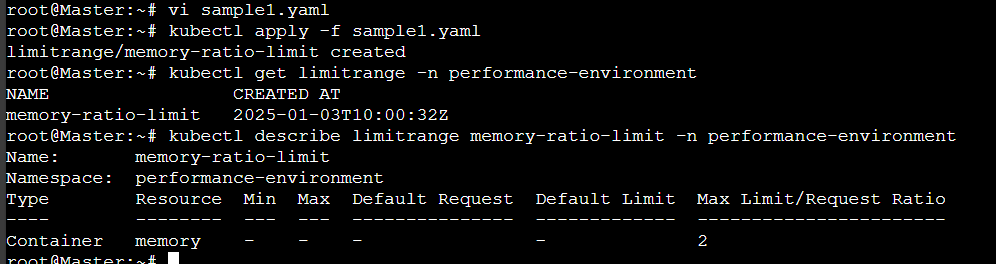 root@Master:~# vi sample1.yaml
root@Master:~# kubectl apply -f sample1.yaml
limitrange/memory-ratio-limit created
root@Master:~# kubectl get limitrange -n performance-environment
NAME                 CREATED AT
memory-ratio-limit   2025-01-03T10:00:32Z
root@Master:~# kubectl describe limitrange memory-ratio-limit -n performance-environment
Name:       memory-ratio-limit
Namespace:  performance-environment
Type        Resource  Min  Max  Default Request  Default Limit  Max Limit/Request Ratio
----        --------  ---  ---  ---------------  -------------  -----------------------
Container   memory    -    -    -                -              2
root@Master:~#